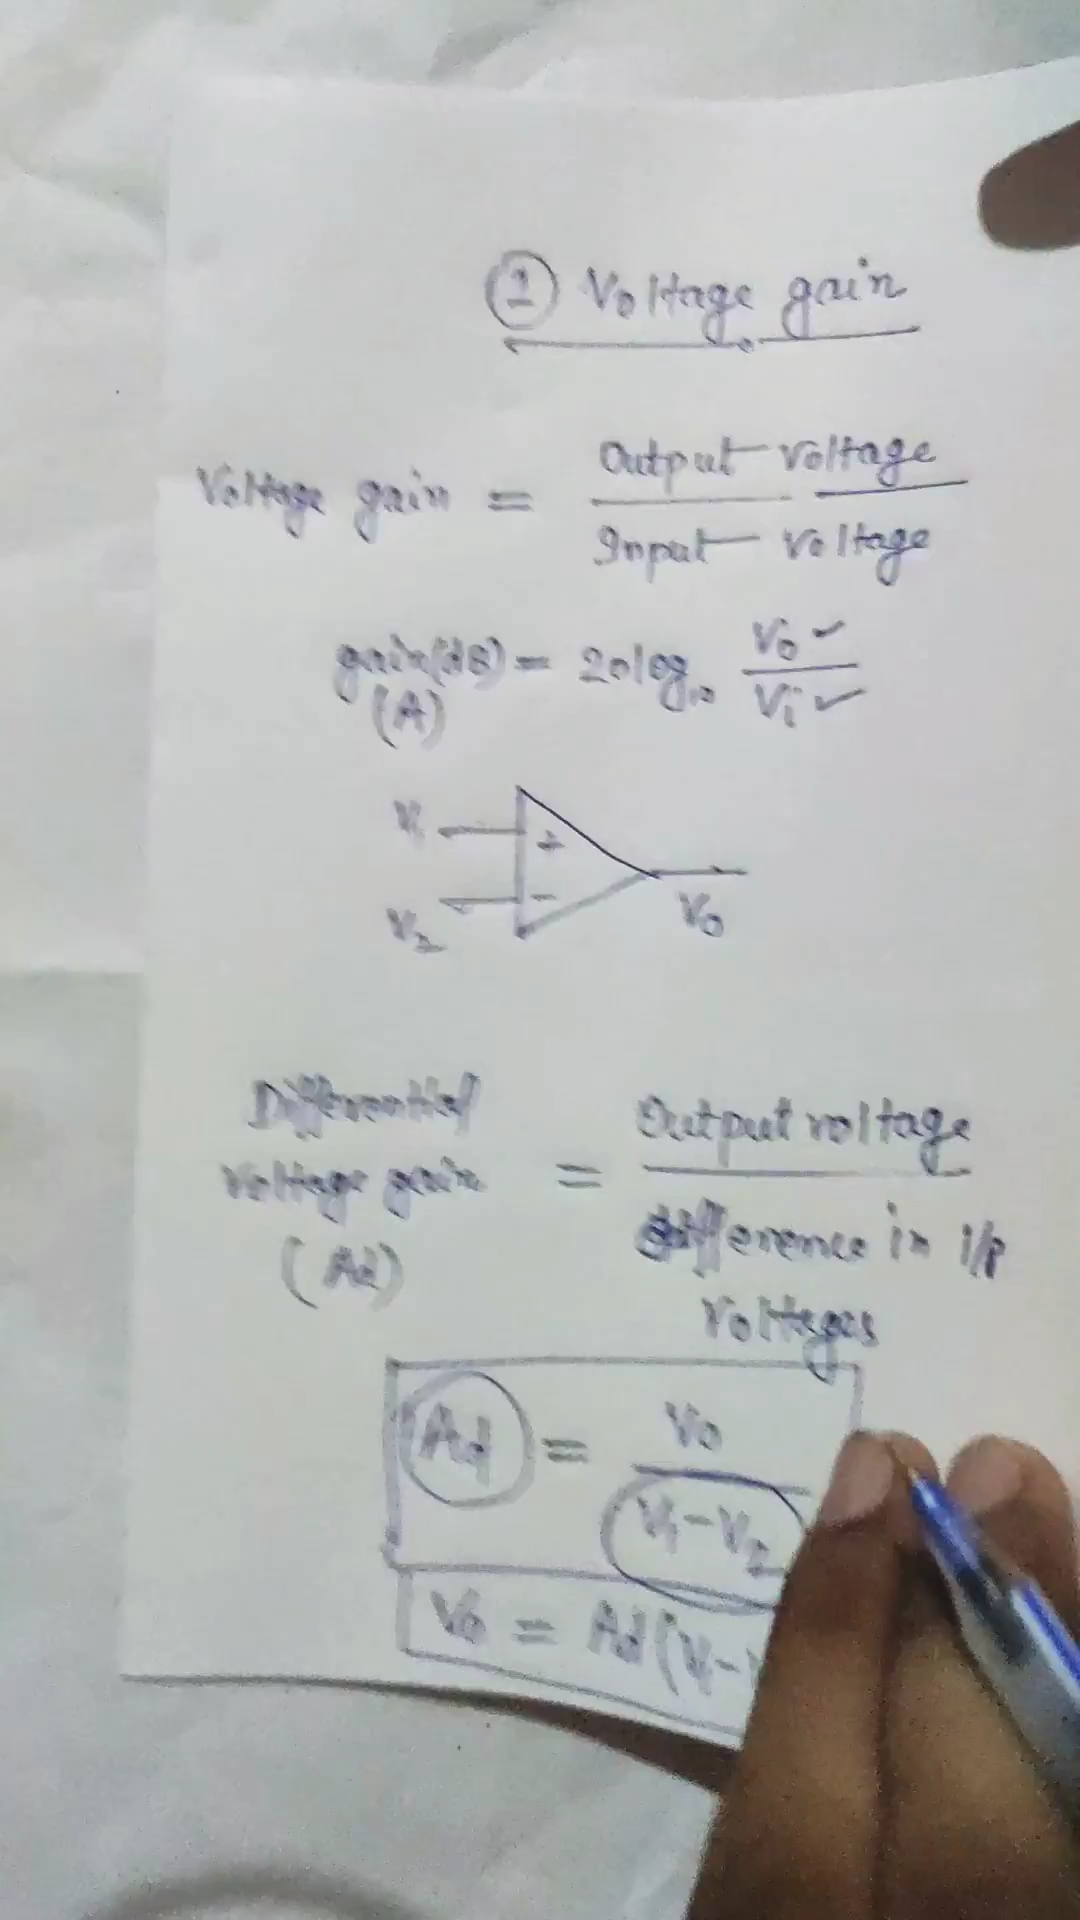 ① Voltage gain
Voltage gain = Output voltage / Input voltage
gain(dB) = 20log₁₀ V₀ / Vi
(A)
V₁
+
-
V₂
V₀
Differential
voltage gain = Output voltage / difference in i/p
(Ad)
Voltages
Ad = V₀ / V₁-V₂
V₀ = Ad(V₁-